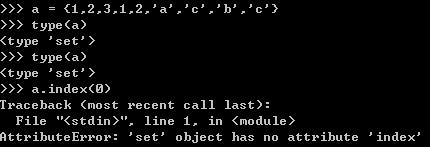 >>> a = {1,2,3,1,2,'a','c','b','c'}
>>> type(a)
<type 'set'>
>>> type(a)
<type 'set'>
>>> a.index(0)
Traceback (most recent call last):
  File "<stdin>", line 1, in <module>
AttributeError: 'set' object has no attribute 'index'